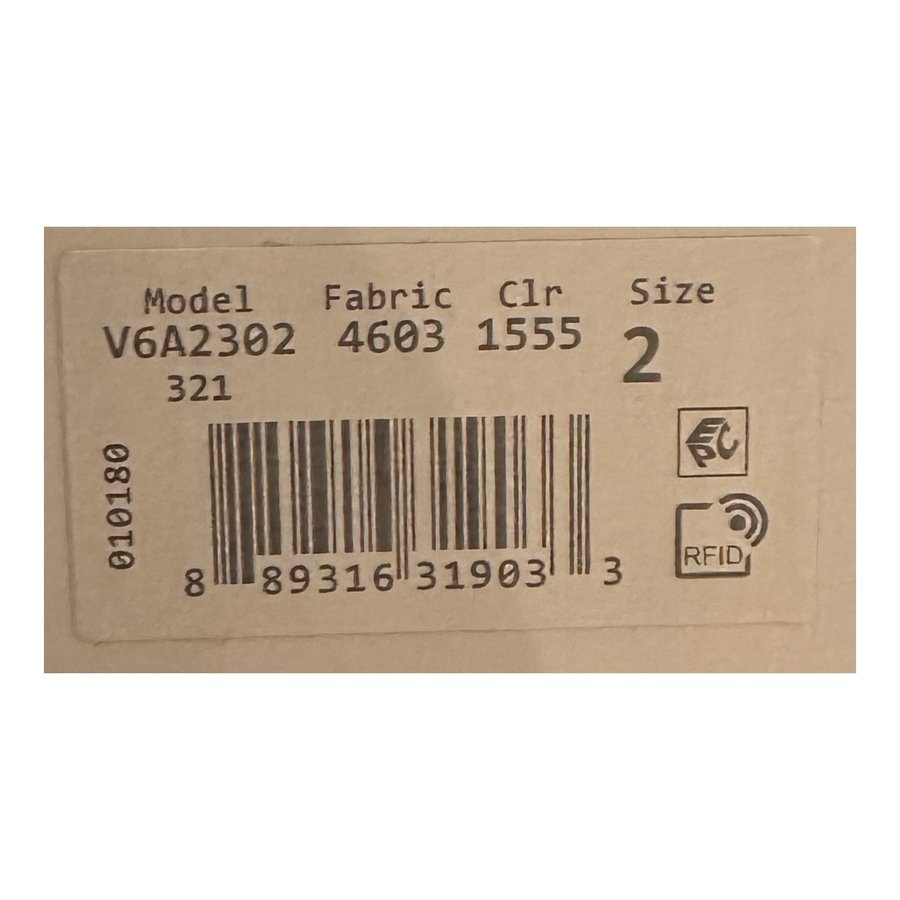 Model Fabric Clr Size
V6A2302 4603 1555 2
321
010180
8 89316 31903 3
EPC
RFID